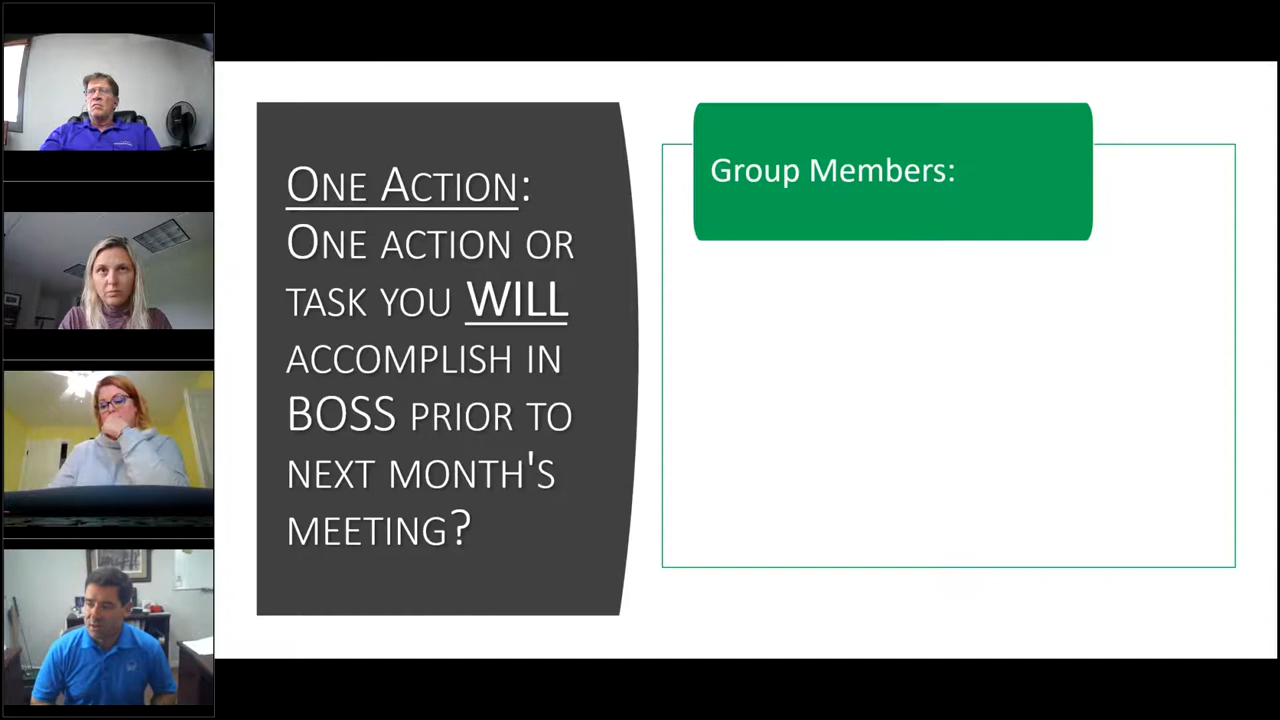 ONE ACTION:
ONE ACTION OR
TASK YOU WILL
ACCOMPLISH IN
BOSS PRIOR TO
NEXT MONTH'S
MEETING?
Group Members: